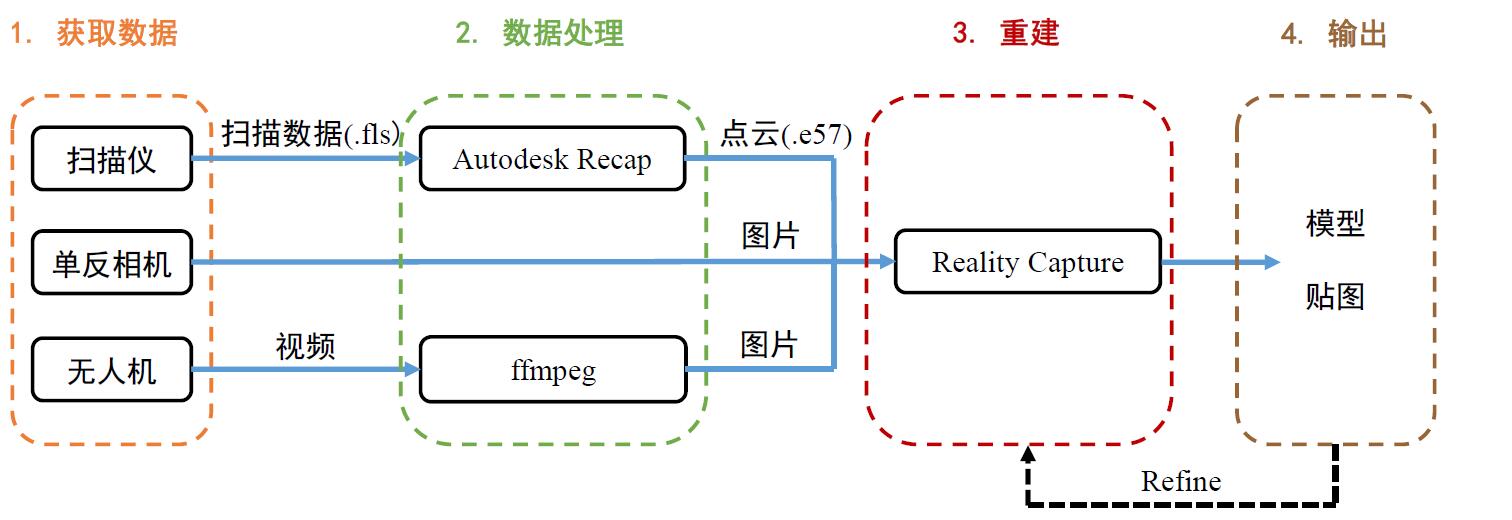 1. 获取数据
2. 数据处理
3. 重建
4. 输出
扫描仪
扫描数据(.fls)
Autodesk Recap
点云(.e57)
单反相机
图片
Reality Capture
模型
贴图
无人机
视频
ffmpeg
图片
Refine